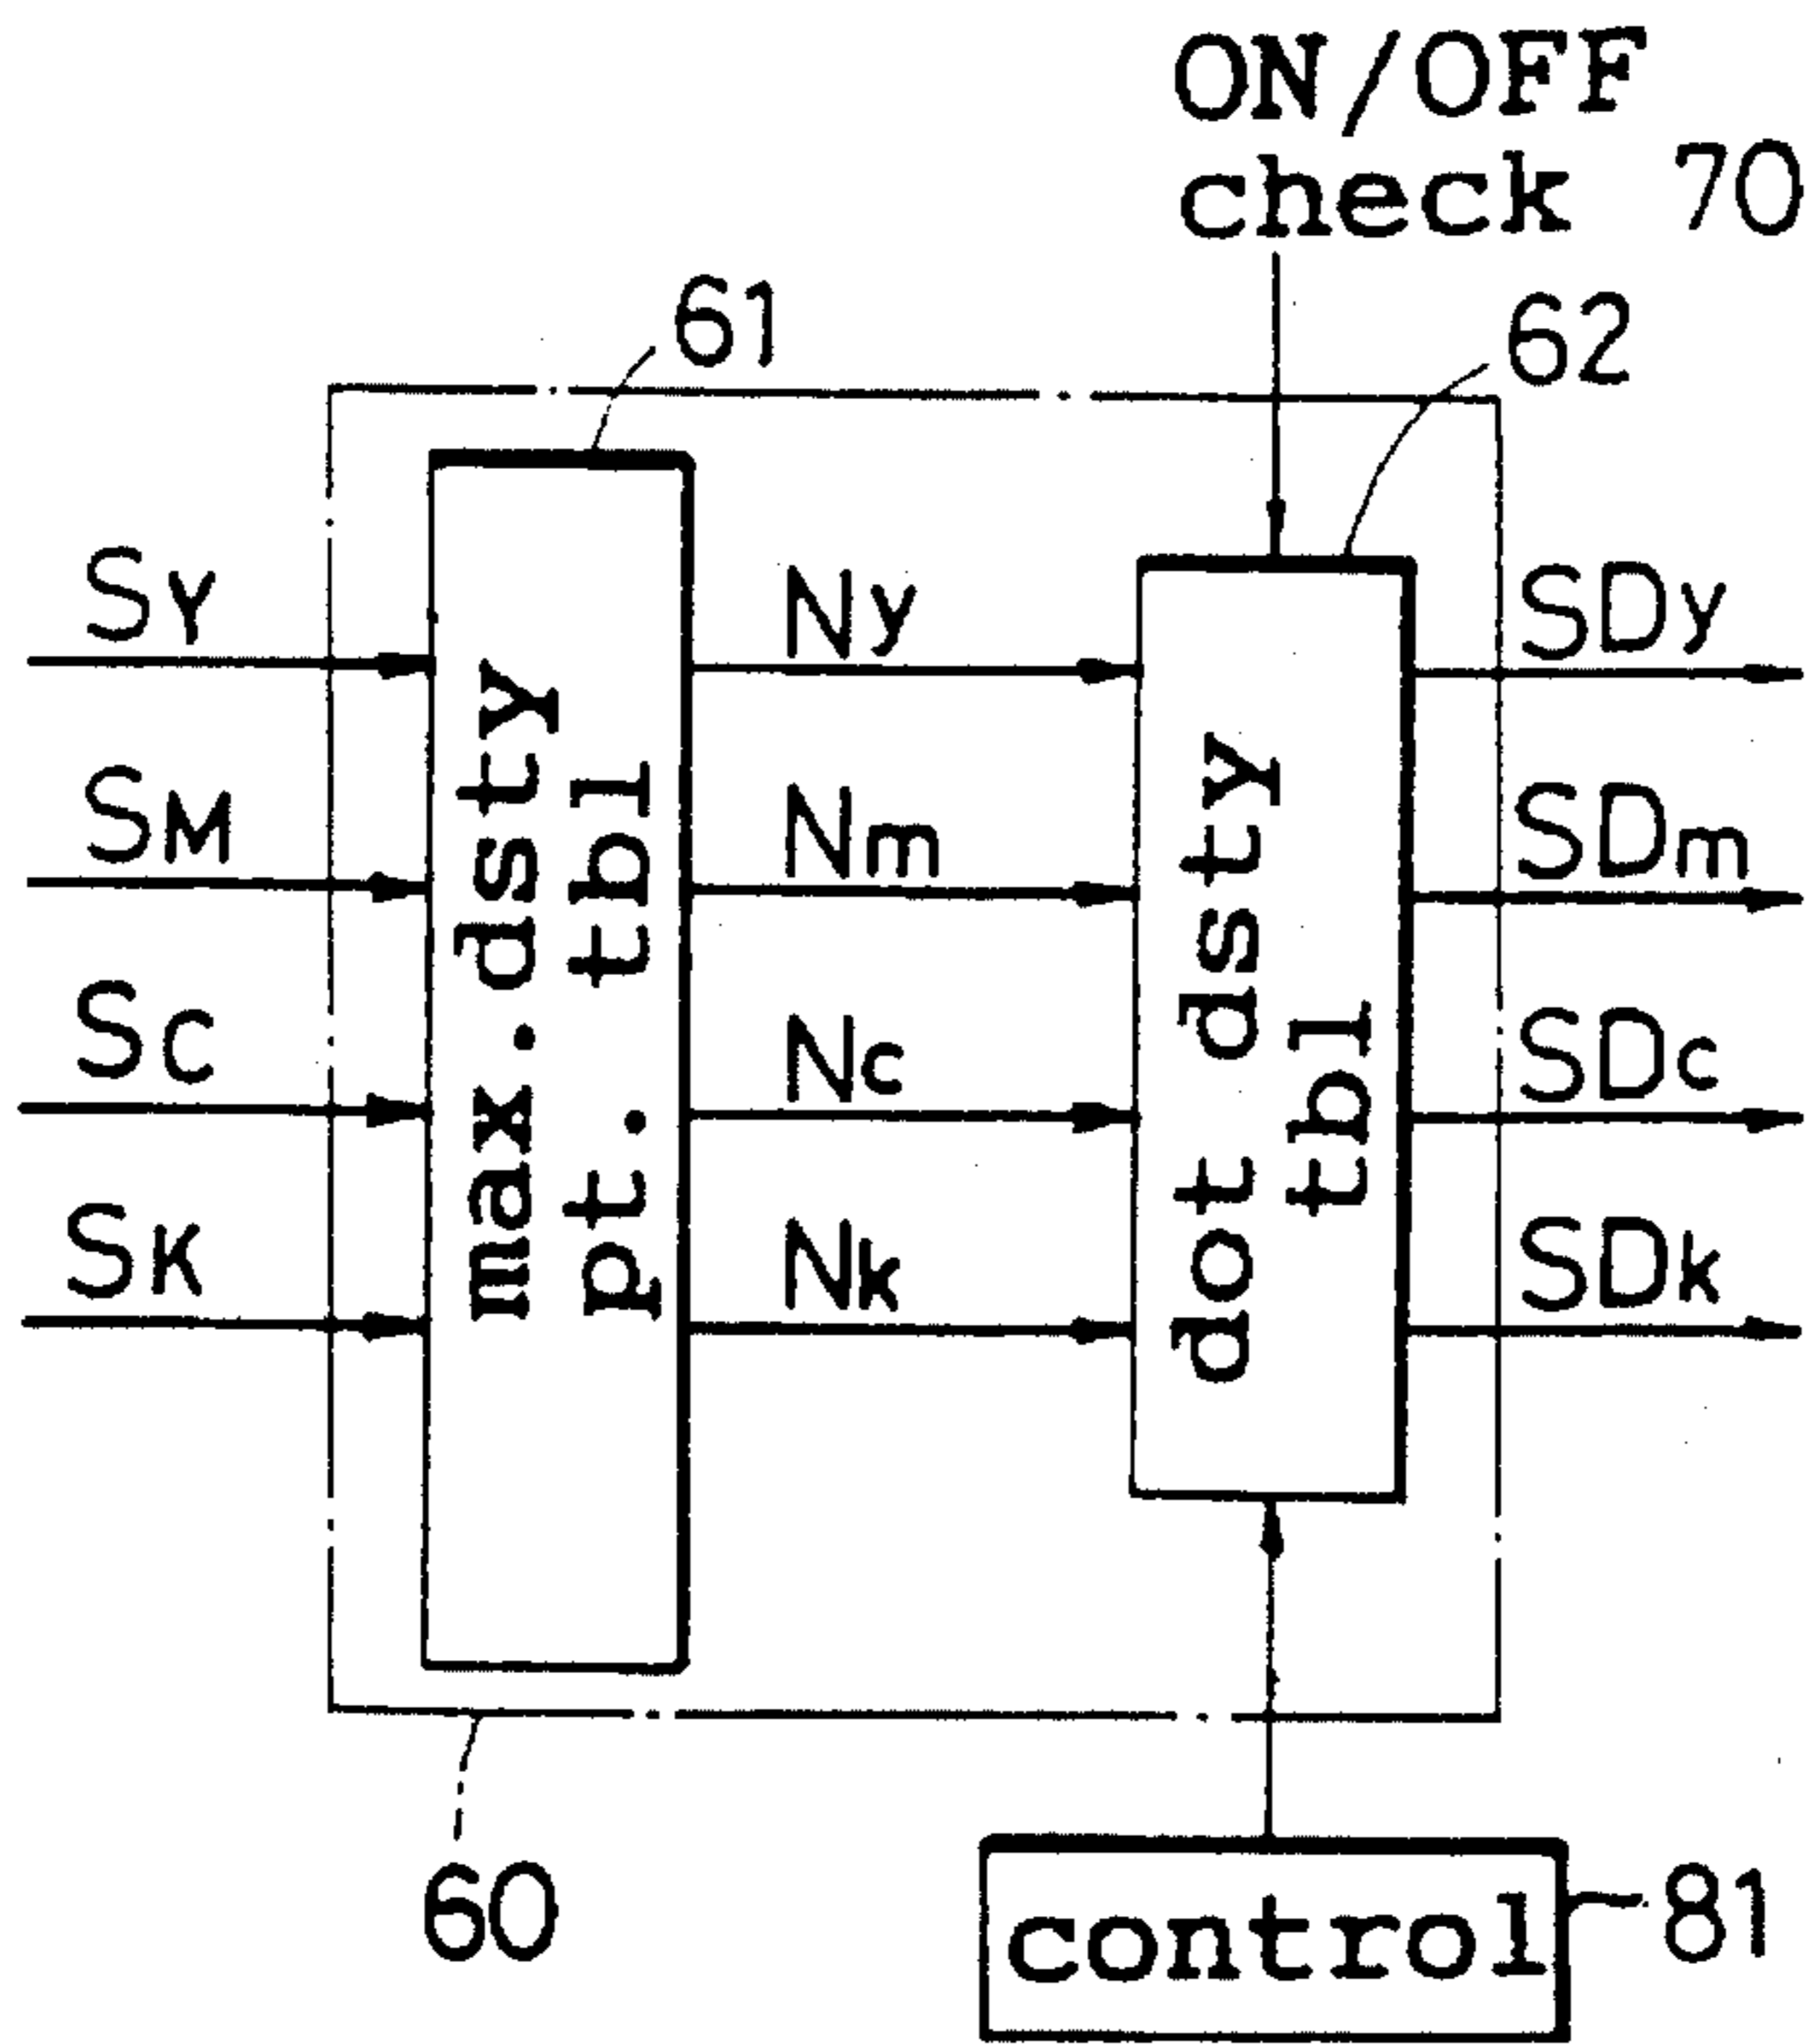 ON/OFF
check 70
61
62
SY
Ny
SDy
SM
Nm
SDm
SC
Nc
SDc
SK
Nk
SDk
max.dsty
pt. tbl
dot dsty
tbl
60
control
81